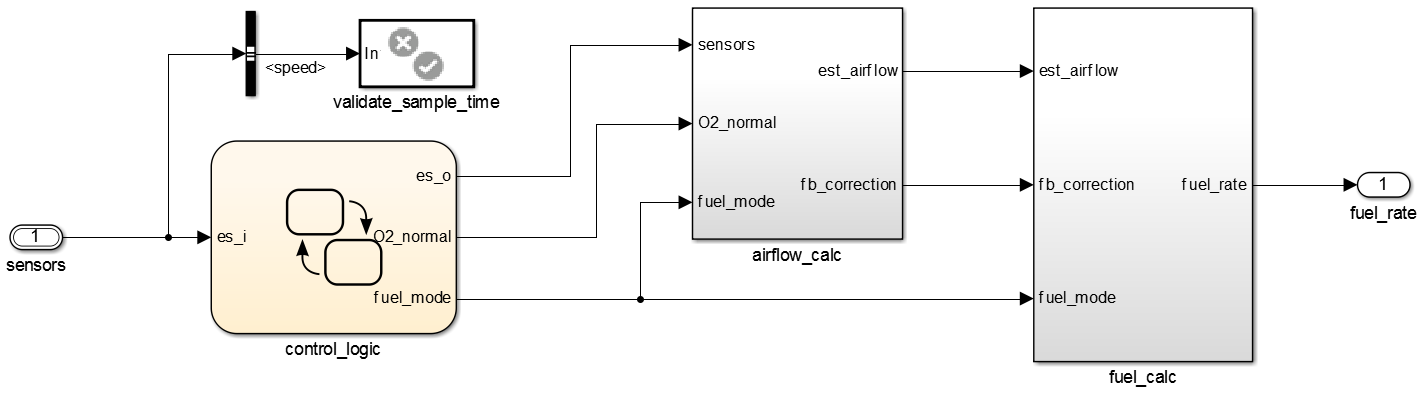 <speed>
In
validate_sample_time
1
sensors
es_i
es_o
O2_normal
fuel_mode
control_logic
sensors
O2_normal
fuel_mode
est_airflow
fb_correction
airflow_calc
est_airflow
fb_correction
fuel_mode
fuel_rate
fuel_calc
1
fuel_rate